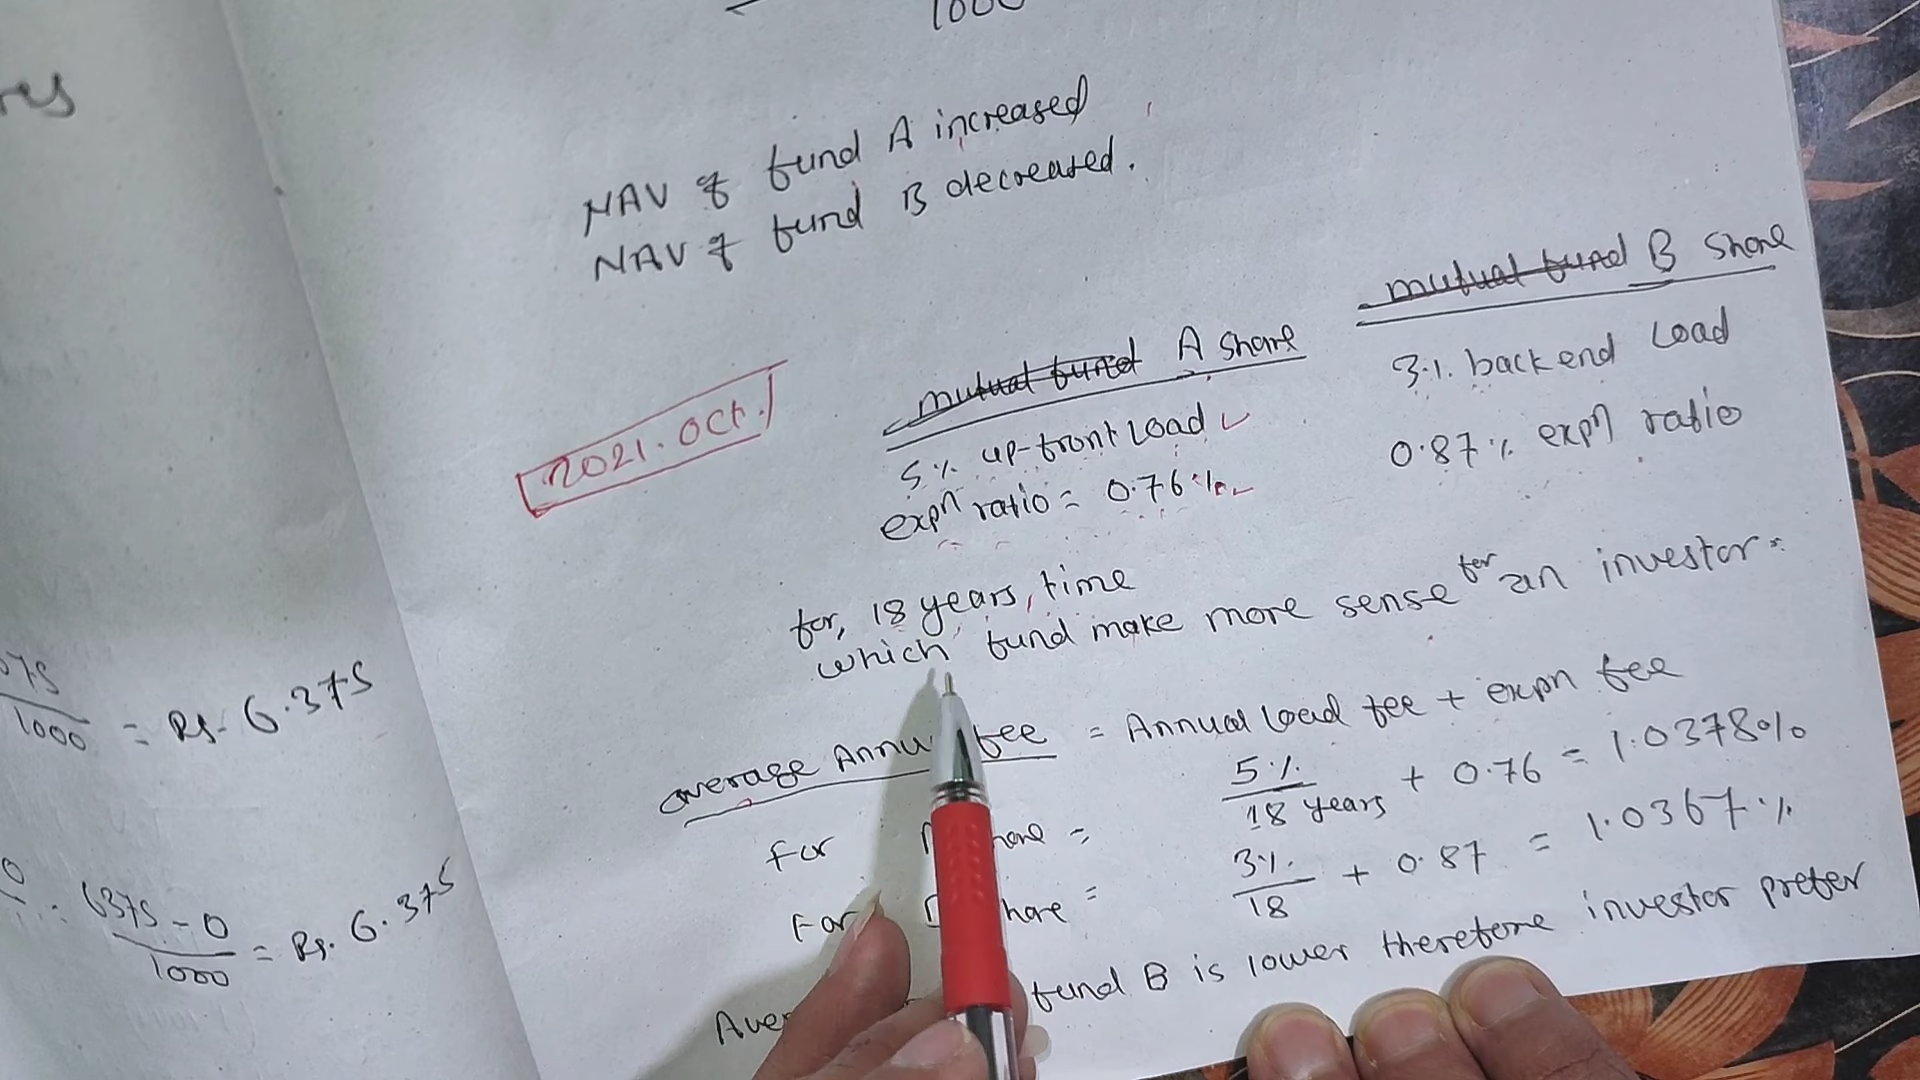 1000
NAV of fund A increased
NAV of fund B decreased.
2021. Oct.
mutual fund A share
5% up-front Load
expn ratio = 0.76%
mutual fund B share
3% back end Load
0.87% expn ratio
for, 18 years, time
which fund make more sense for an investor
average Annu fee = Annual Load fee + expn fee
For = 5% / 18 years + 0.76 = 1.0378%
For = 3% / 18 + 0.87 = 1.0367%
fund B is lower therefore investor prefer
1000 = Rs. 6.375
6375 - 0 / 1000 = Rs. 6.375